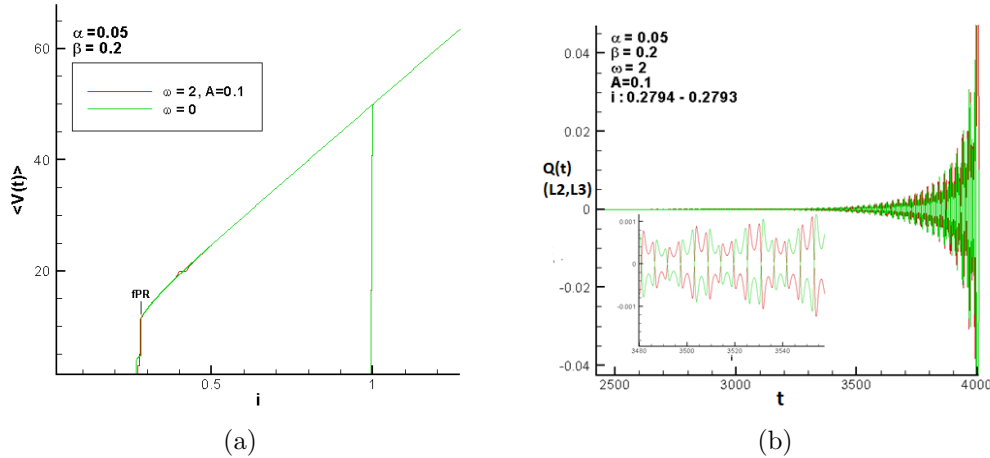 α =0.05
β = 0.2
ω = 2, A=0.1
ω = 0
<V(t)>
60
40
20
fPR
0.5
1
i
(a)
α = 0.05
β = 0.2
ω = 2
A=0.1
i : 0.2794 - 0.2793
Q(t)
(L2,L3)
0.04
0.02
0
-0.02
-0.04
0.001
0
-0.001
3480
3500
3520
3540
i
2500
3000
3500
4000
t
(b)